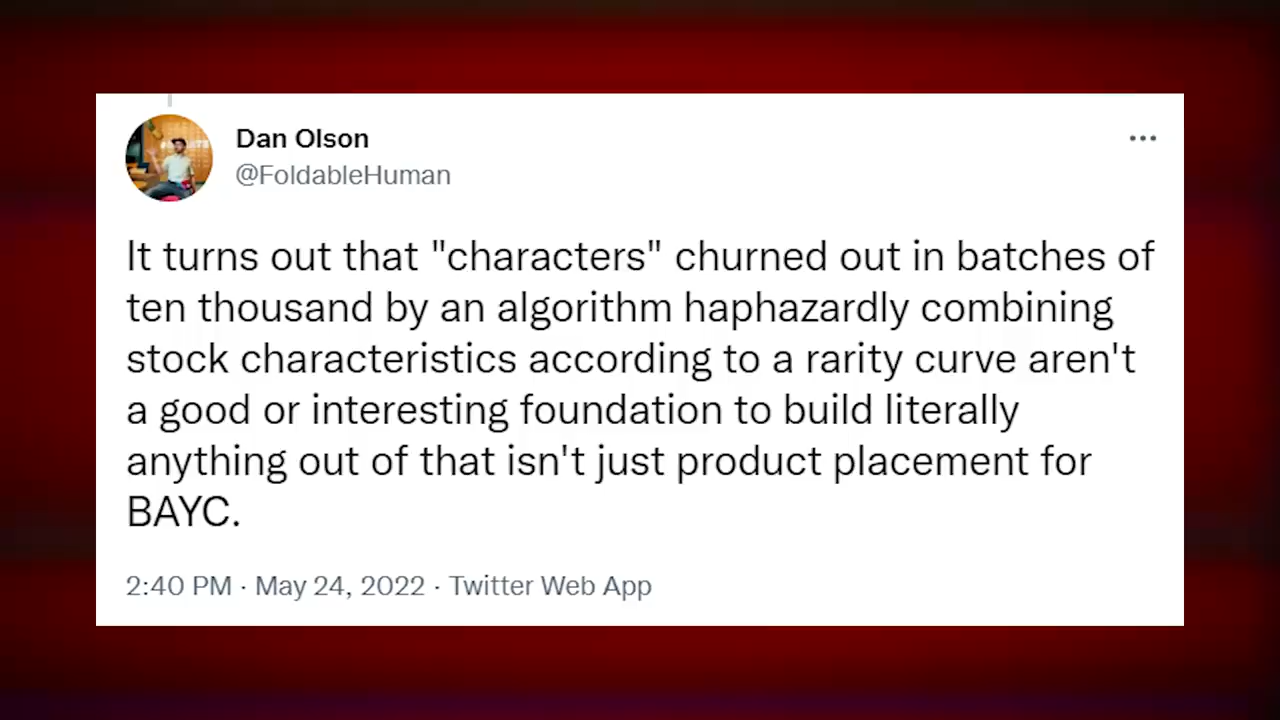 Dan Olson
@FoldableHuman
It turns out that "characters" churned out in batches of
ten thousand by an algorithm haphazardly combining
stock characteristics according to a rarity curve aren't
a good or interesting foundation to build literally
anything out of that isn't just product placement for
BAYC.
2:40 PM · May 24, 2022 · Twitter Web App